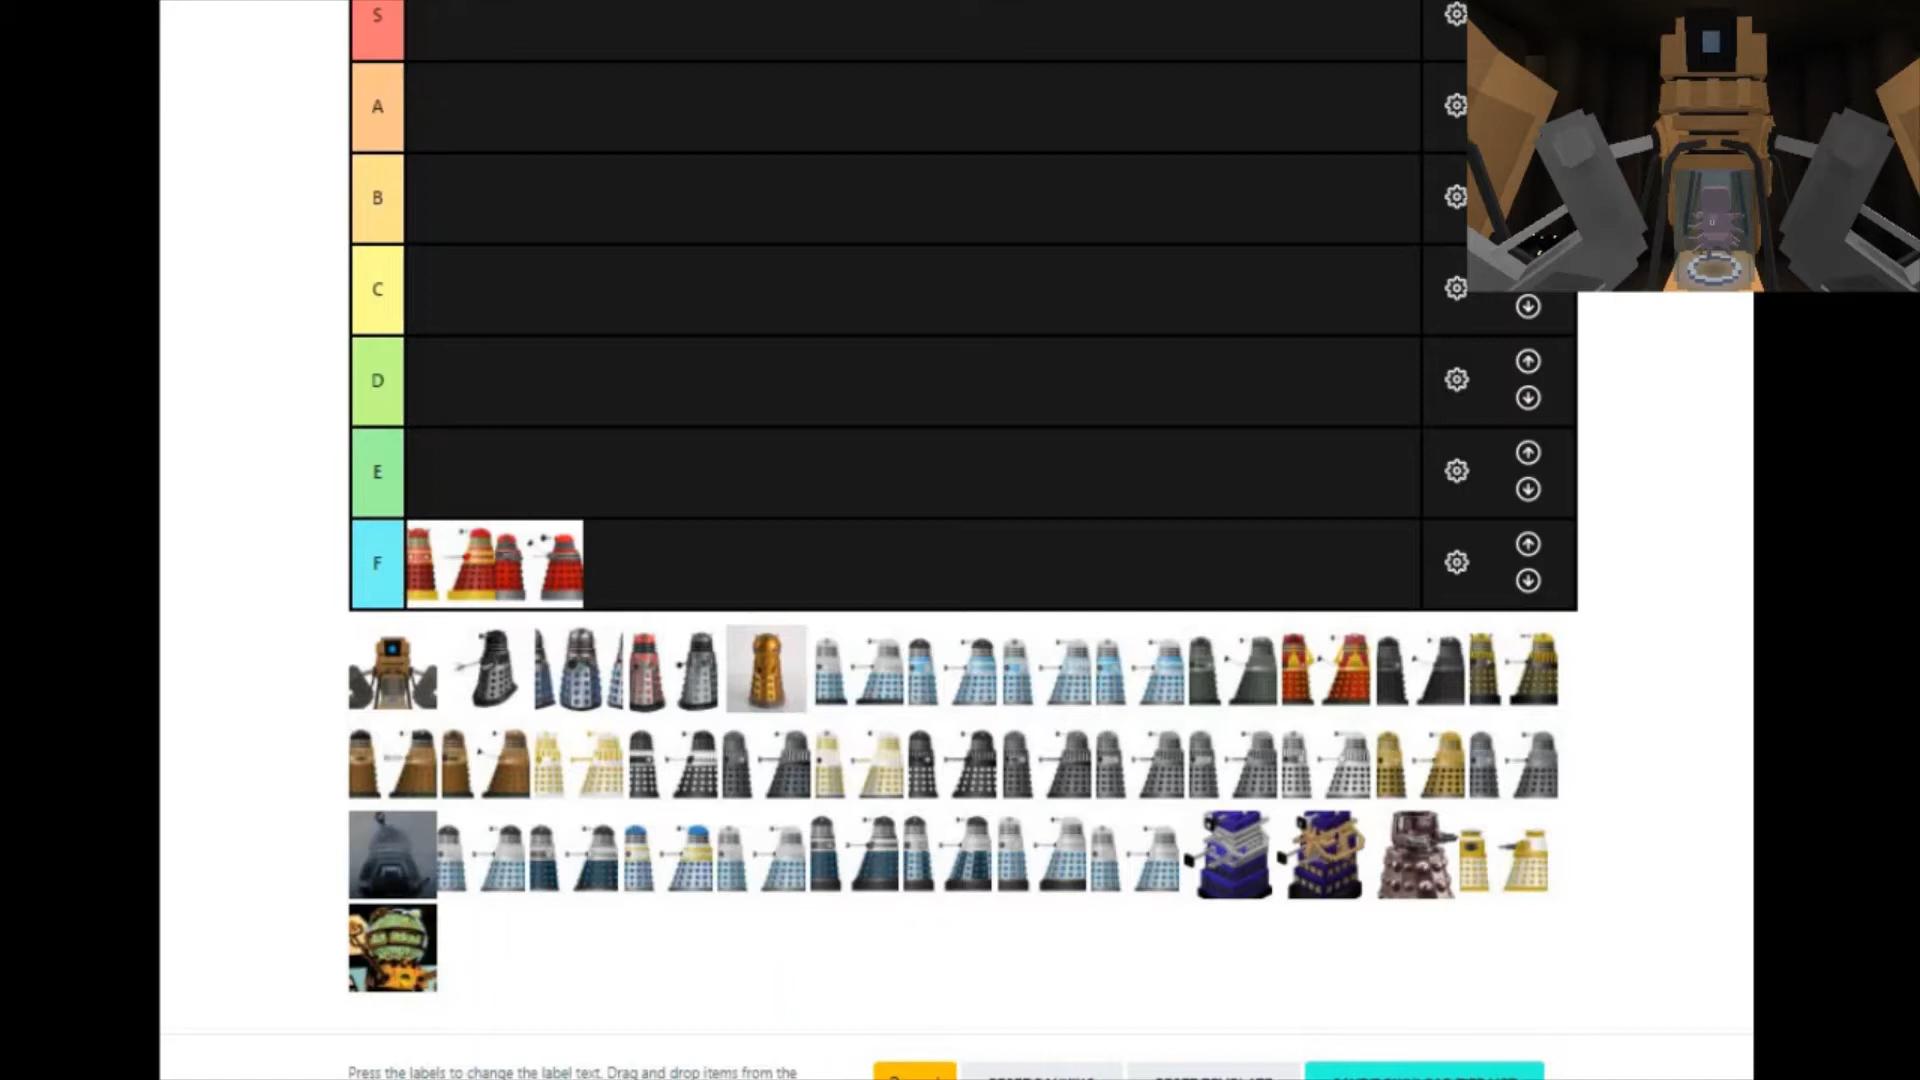 S
A
B
C
D
E
F
Press the labels to change the label text. Drag and drop items from the